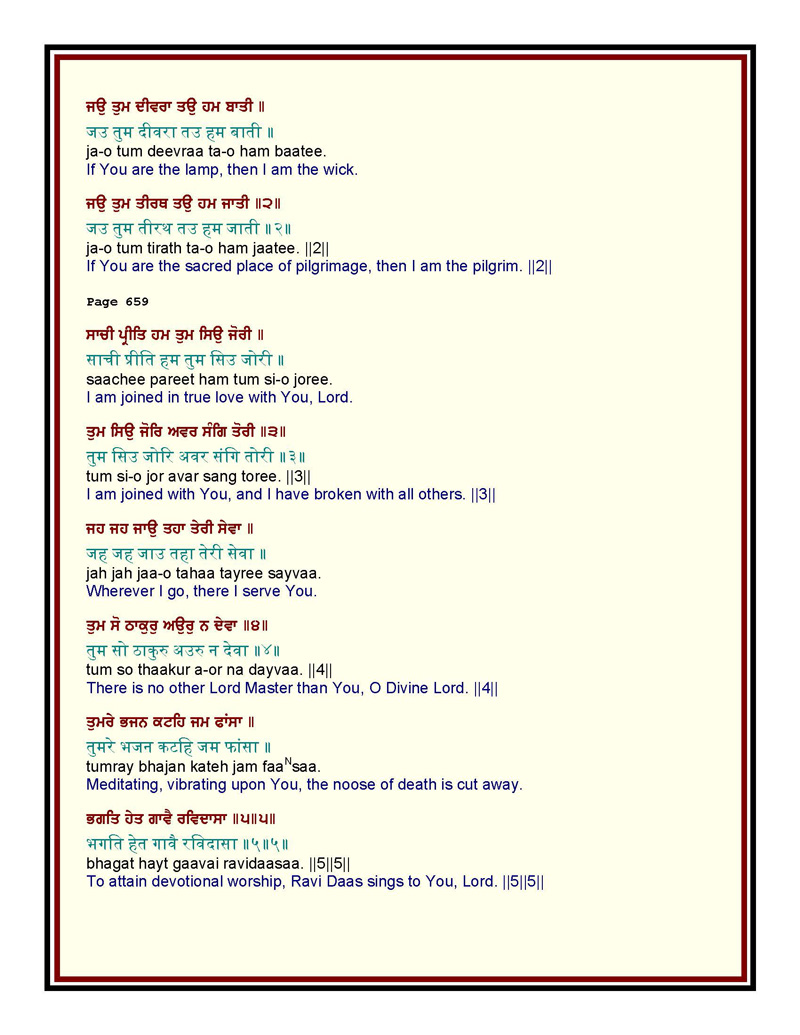 ਜਉ ਤੁਮ ਦੀਵਰਾ ਤਉ ਹਮ ਬਾਤੀ ॥
जउ तुम दीवरा तउ हम बाती ॥
ja-o tum deevraa ta-o ham baatee.
If You are the lamp, then I am the wick.
ਜਉ ਤੁਮ ਤੀਰਥ ਤਉ ਹਮ ਜਾਤੀ ॥੨॥
जउ तुम तीरथ तउ हम जाती ॥२॥
ja-o tum tirath ta-o ham jaatee. ||2||
If You are the sacred place of pilgrimage, then I am the pilgrim. ||2||
Page 659
ਸਾਚੀ ਪ੍ਰੀਤਿ ਹਮ ਤੁਮ ਸਿਉ ਜੋਰੀ ॥
साची प्रीति हम तुम सिउ जोरी ॥
saachee pareet ham tum si-o joree.
I am joined in true love with You, Lord.
ਤੁਮ ਸਿਉ ਜੋਰਿ ਅਵਰ ਸੰਗਿ ਤੋਰੀ ॥੩॥
तुम सिउ जोरि अवर संगि तोरी ॥३॥
tum si-o jor avar sang toree. ||3||
I am joined with You, and I have broken with all others. ||3||
ਜਹ ਜਹ ਜਾਉ ਤਹਾ ਤੇਰੀ ਸੇਵਾ ॥
जह जह जाउ तहा तेरी सेवा ॥
jah jah jaa-o tahaa tayree sayvaa.
Wherever I go, there I serve You.
ਤੁਮ ਸੋ ਠਾਕੁਰੁ ਅਉਰੁ ਨ ਦੇਵਾ ॥੪॥
तुम सो ठाकुरु अउरु न देवा ॥४॥
tum so thaakur a-or na dayvaa. ||4||
There is no other Lord Master than You, O Divine Lord. ||4||
ਤੁਮਰੇ ਭਜਨ ਕਟਹਿ ਜਮ ਫਾਂਸਾ ॥
तुमरे भजन कटहि जम फांसा ॥
tumray bhajan kateh jam faaNsaa.
Meditating, vibrating upon You, the noose of death is cut away.
ਭਗਤਿ ਹੇਤ ਗਾਵੈ ਰਵਿਦਾਸਾ ॥੫॥੫॥
भगति हेत गावै रविदासा ॥५॥५॥
bhagat hayt gaavai ravidaasaa. ||5||5||
To attain devotional worship, Ravi Daas sings to You, Lord. ||5||5||